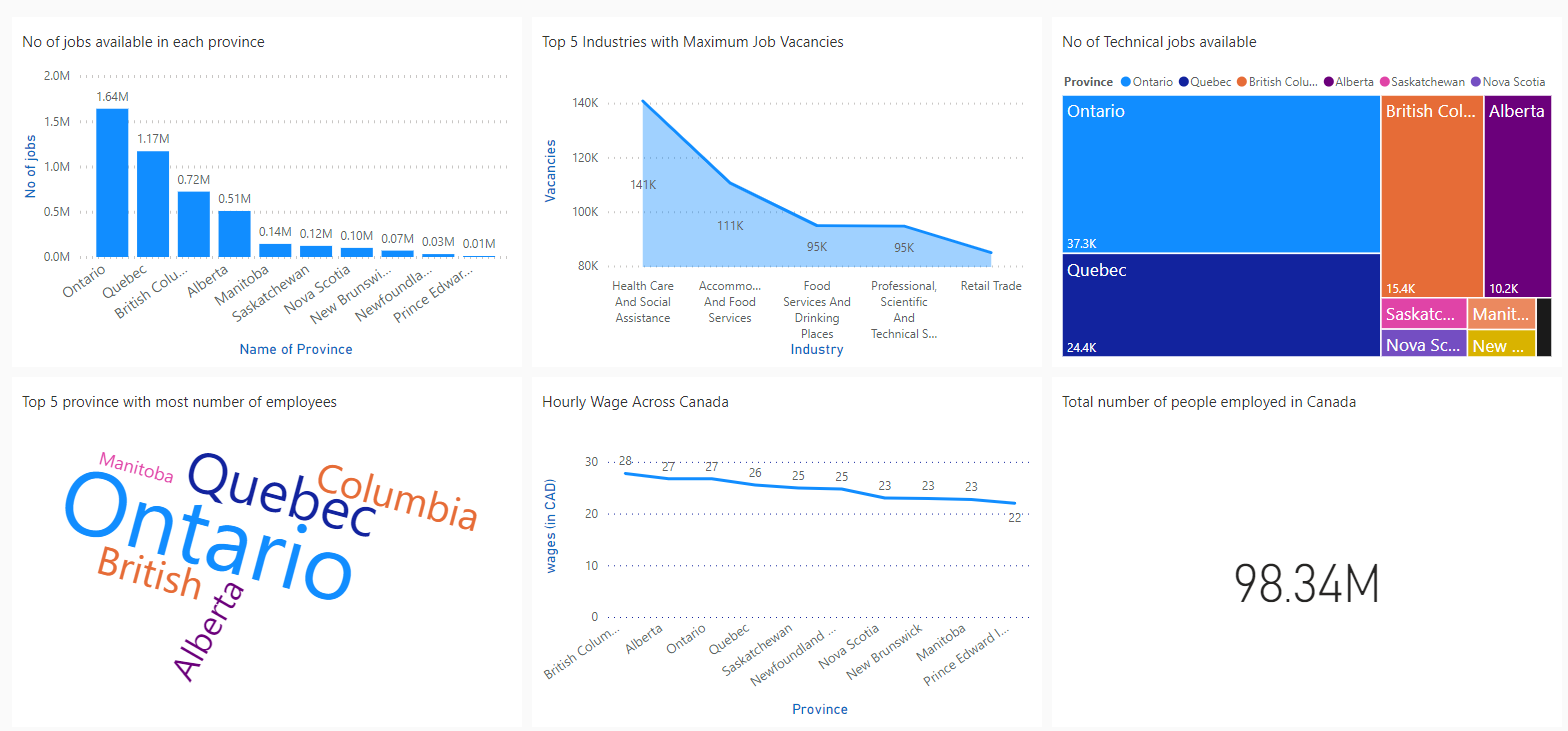 No of jobs available in each province
2.0M
1.5M
1.0M
0.5M
0.0M
No of jobs
1.64M
1.17M
0.72M
0.51M
0.14M
0.12M
0.10M
0.07M
0.03M
0.01M
Ontario
Quebec
British Colu...
Alberta
Manitoba
Saskatchewan
Nova Scotia
New Brunswi...
Newfoundla...
Prince Edwar...
Name of Province
Top 5 Industries with Maximum Job Vacancies
140K
120K
100K
80K
Vacancies
141K
111K
95K
95K
Health Care
And Social
Assistance
Accommo...
And Food
Services
Food
Services And
Drinking
Places
Professional,
Scientific
And
Technical S...
Retail Trade
Industry
No of Technical jobs available
Province Ontario Quebec British Colu... Alberta Saskatchewan Nova Scotia
Ontario
37.3K
Quebec
24.4K
British Col...
15.4K
Alberta
10.2K
Saskatc...
Manit...
Nova Sc...
New ...
Top 5 province with most number of employees
Manitoba
Quebec
Columbia
Ontario
British
Alberta
Hourly Wage Across Canada
30
20
10
0
wages (in CAD)
28
27
27
26
25
25
23
23
23
22
British Colum...
Alberta
Ontario
Quebec
Saskatchewan
Newfoundland ...
Nova Scotia
New Brunswick
Manitoba
Prince Edward I...
Province
Total number of people employed in Canada
98.34M